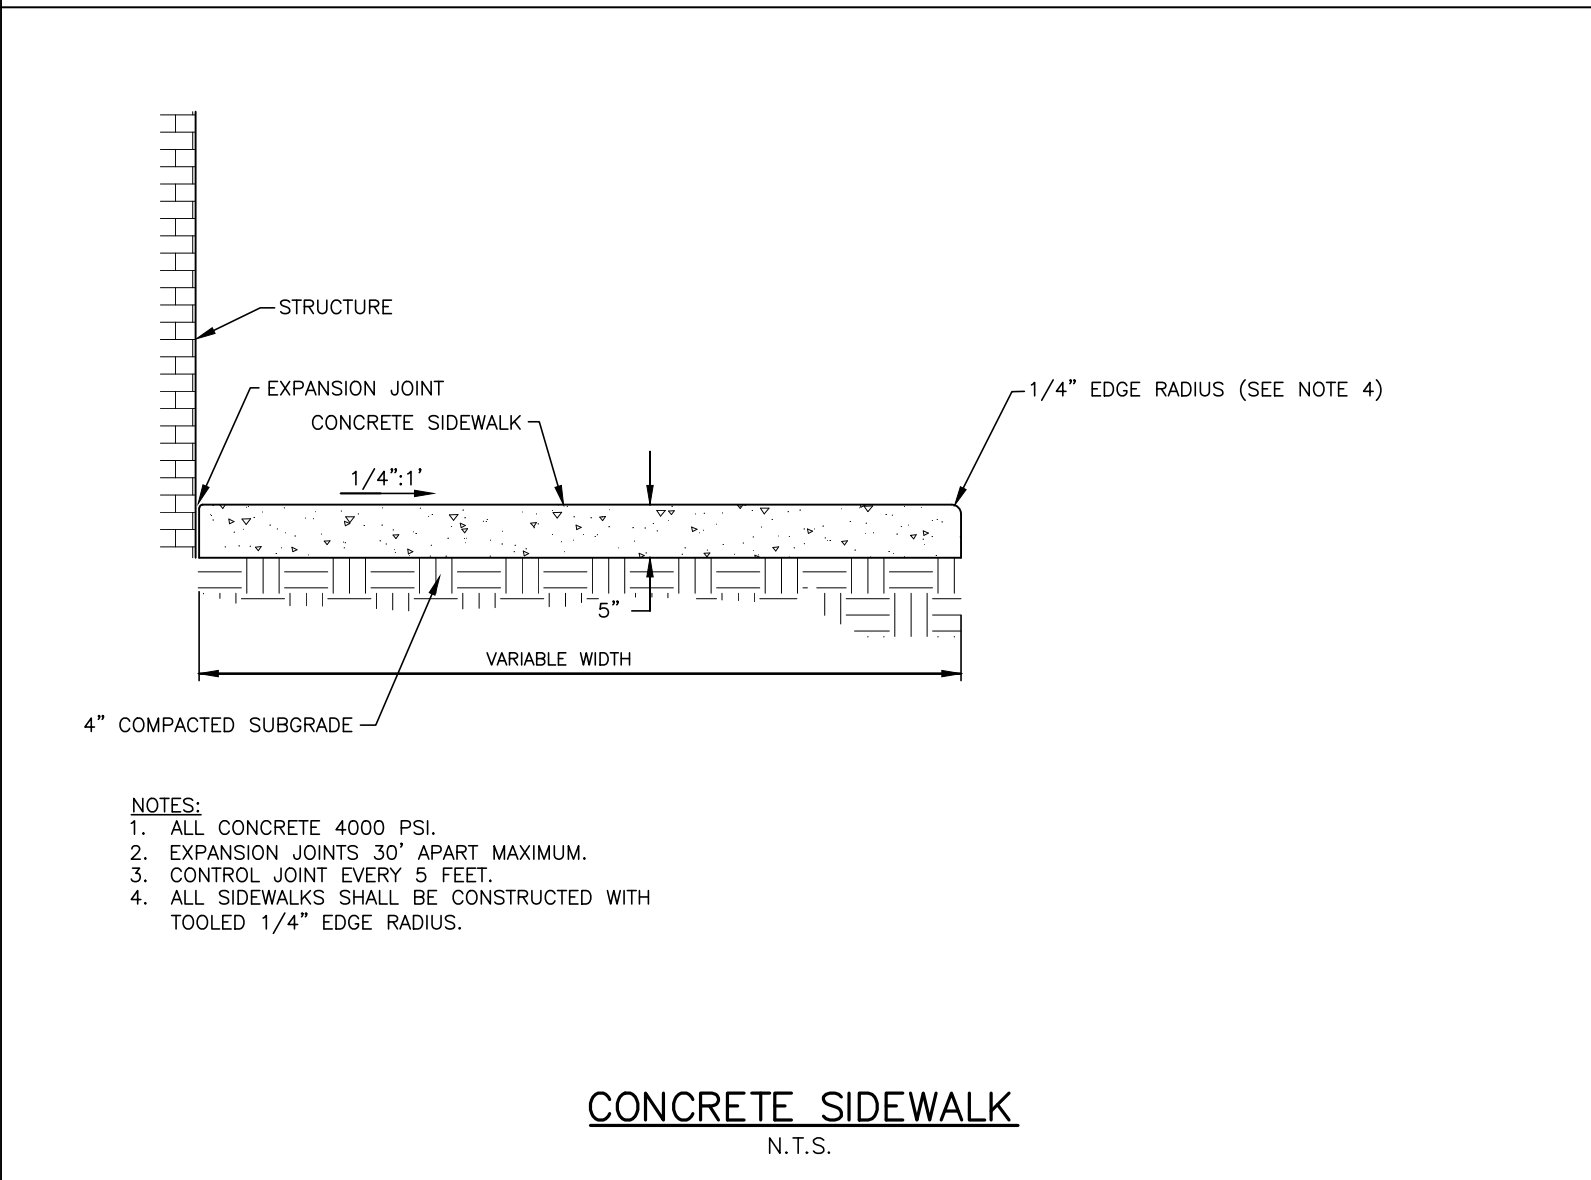 STRUCTURE
EXPANSION JOINT
1/4" EDGE RADIUS (SEE NOTE 4)
CONCRETE SIDEWALK
1/4":1'
5"
VARIABLE WIDTH
4" COMPACTED SUBGRADE
NOTES:
1. ALL CONCRETE 4000 PSI.
2. EXPANSION JOINTS 30' APART MAXIMUM.
3. CONTROL JOINT EVERY 5 FEET.
4. ALL SIDEWALKS SHALL BE CONSTRUCTED WITH
TOOLED 1/4" EDGE RADIUS.
CONCRETE SIDEWALK
N.T.S.